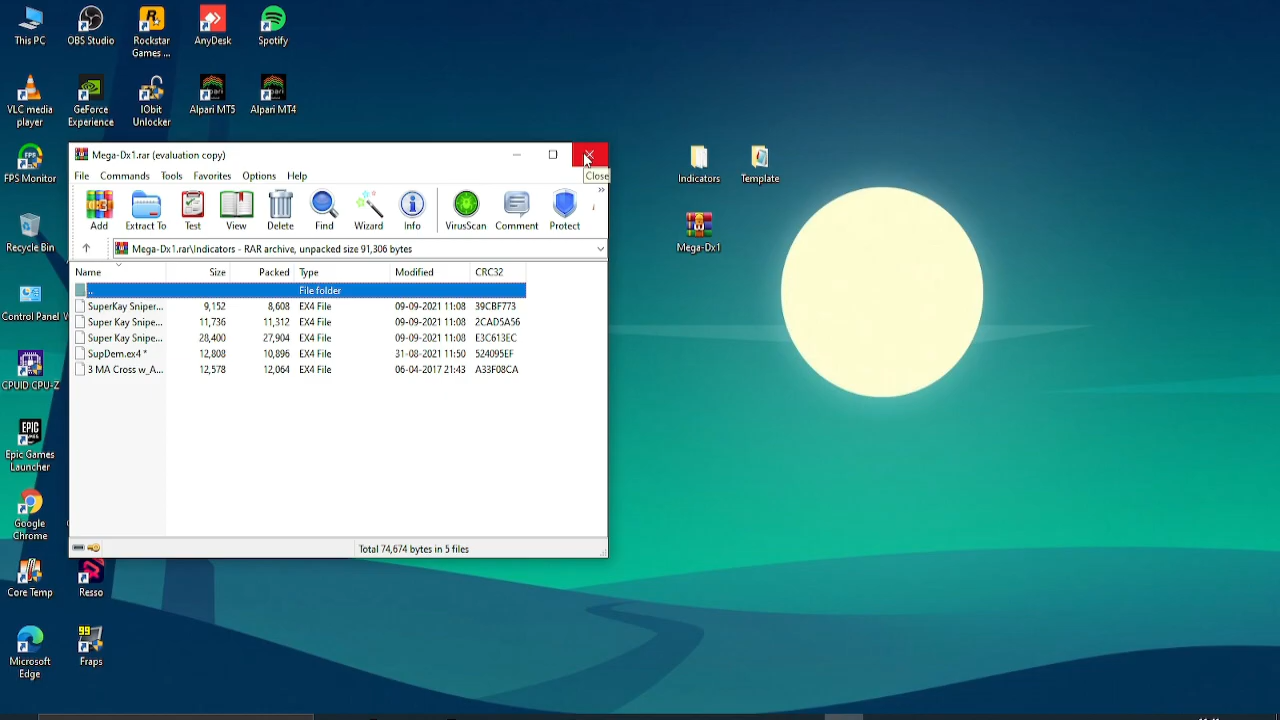 This PC
OBS Studio
Rockstar
Games ...
AnyDesk
Spotify
VLC media
player
GeForce
Experience
IObit
Unlocker
Alpari MT5
Alpari MT4
FPS
FPS Monitor
Recycle Bin
Control Panel
CPUID CPU-Z
EPIC
GAMES
Epic Games
Launcher
Google
Chrome
Core Temp
Resso
Microsoft
Edge
99
Fraps
Mega-Dx1.rar (evaluation copy)
Close
File Commands Tools Favorites Options Help
Add Extract To Test View Delete Find Wizard Info VirusScan Comment Protect
Mega-Dx1.rar\Indicators - RAR archive, unpacked size 91,306 bytes
Name Size Packed Type Modified CRC32
.. File folder
SuperKay Sniper... 9,152 8,608 EX4 File 09-09-2021 11:08 39CBF773
Super Kay Snipe... 11,736 11,312 EX4 File 09-09-2021 11:08 2CAD5A56
Super Kay Snipe... 28,400 27,904 EX4 File 09-09-2021 11:08 E3C613EC
SupDem.ex4 * 12,808 10,896 EX4 File 31-08-2021 11:50 524095EF
3 MA Cross w_A... 12,578 12,064 EX4 File 06-04-2017 21:43 A33F08CA
Total 74,674 bytes in 5 files
Indicators
Template
Mega-Dx1